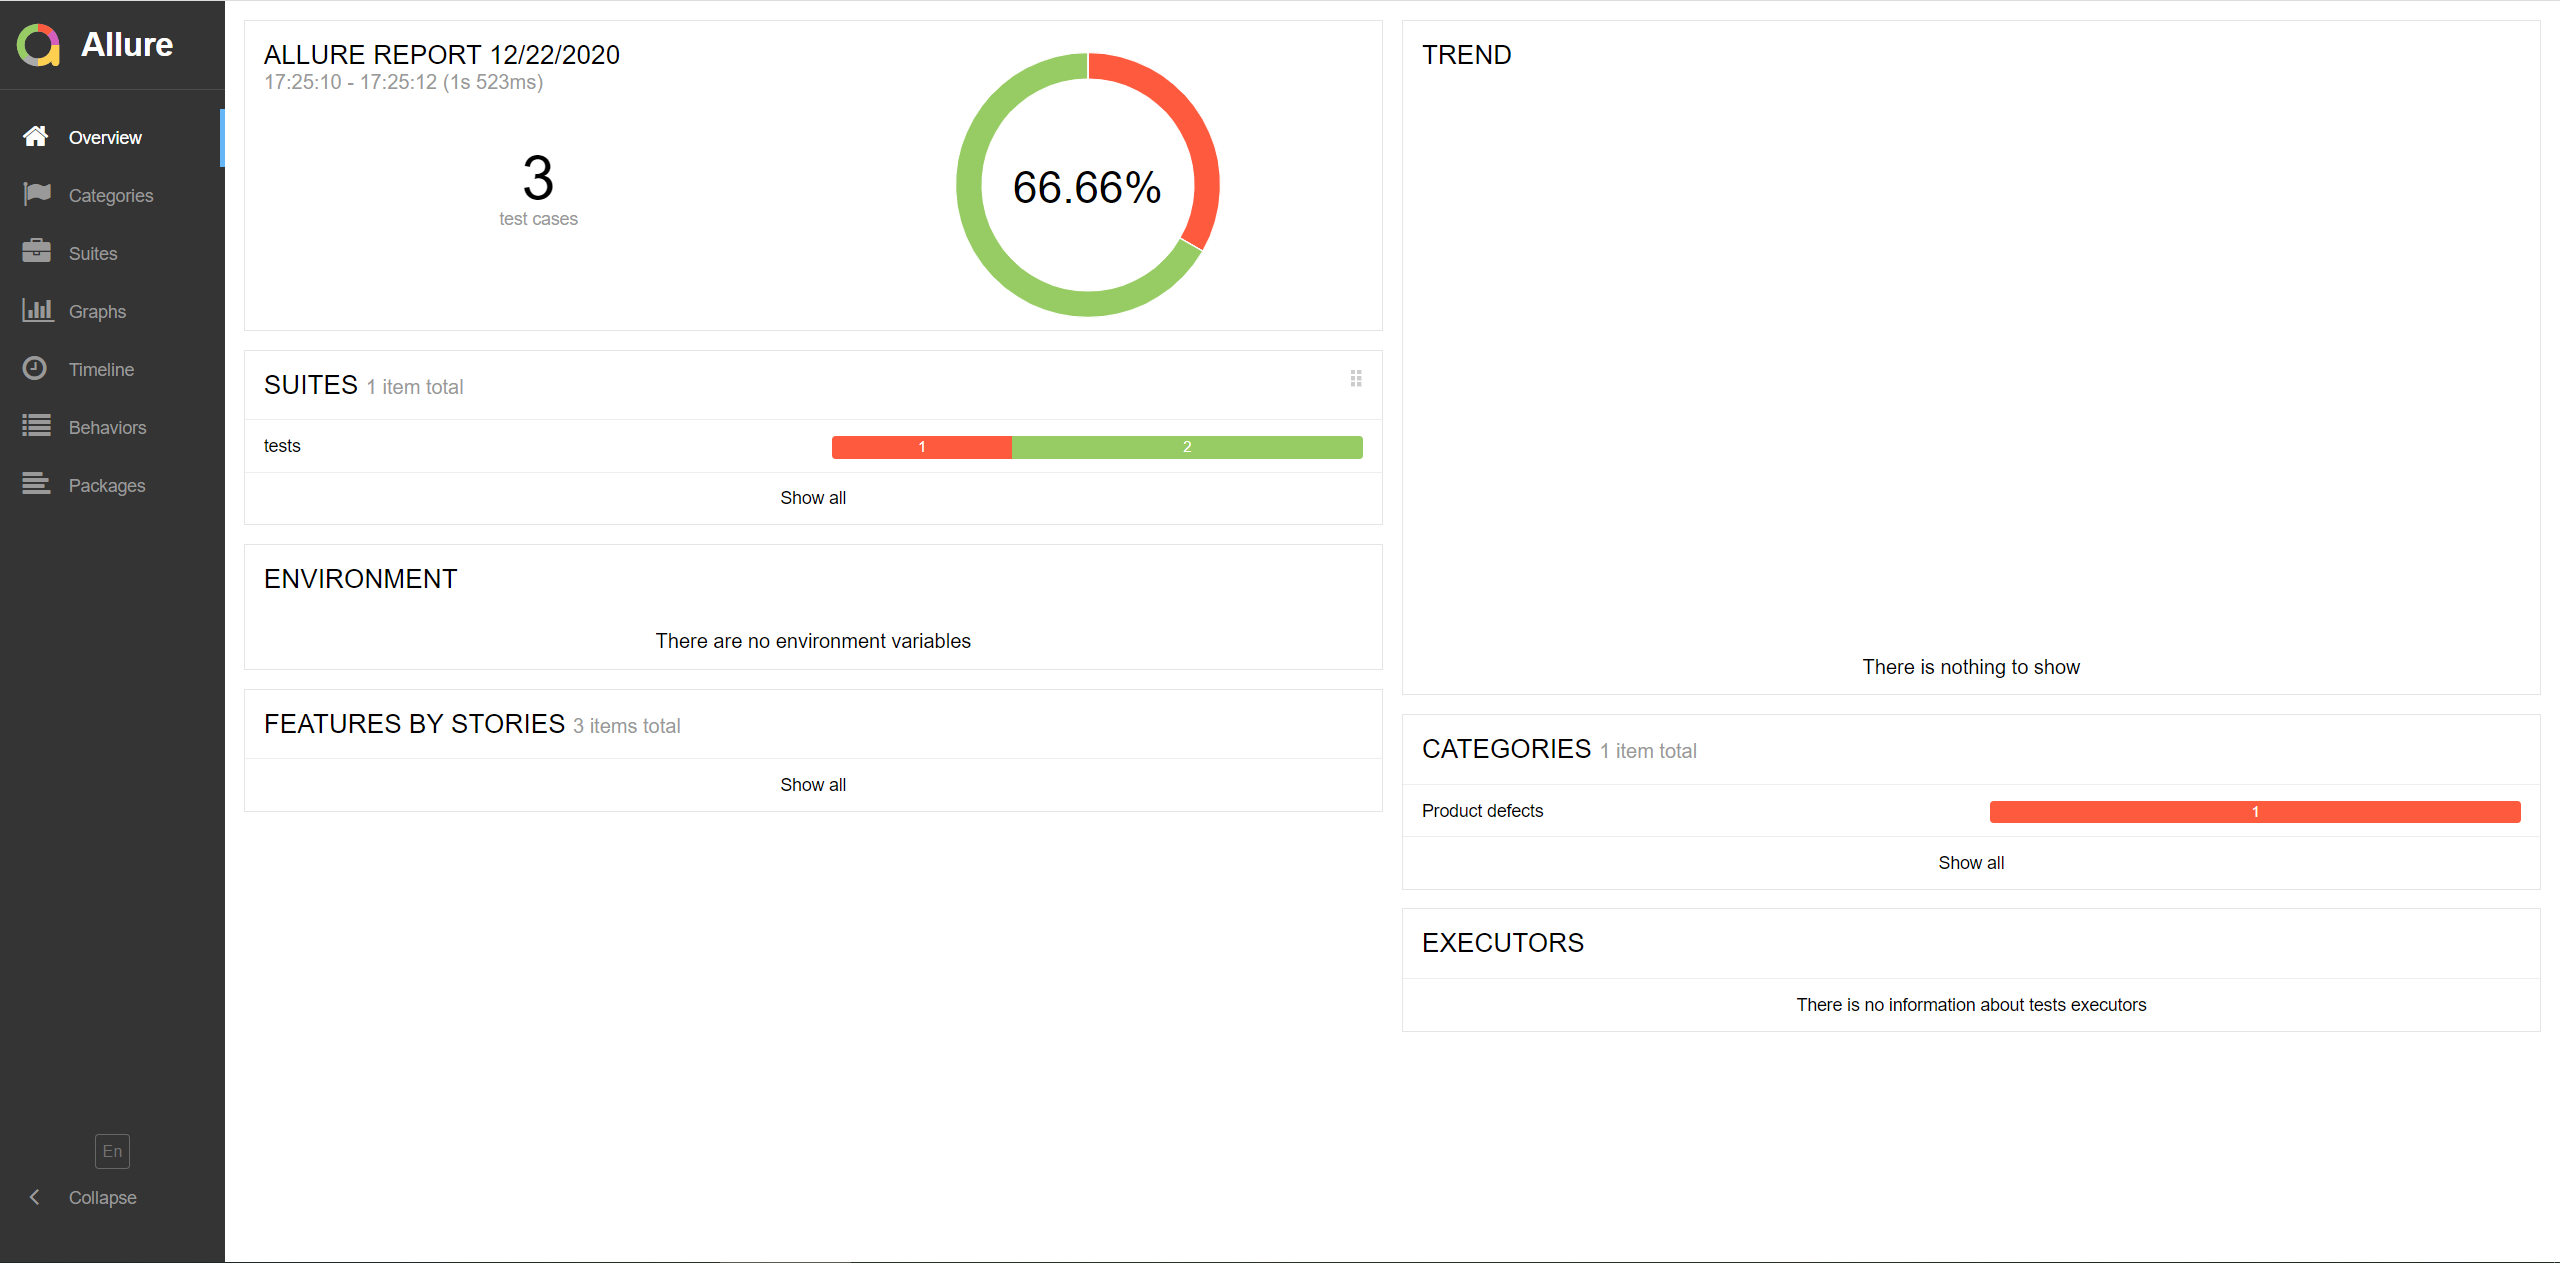 Allure
Overview
Categories
Suites
Graphs
Timeline
Behaviors
Packages
En
Collapse
ALLURE REPORT 12/22/2020
17:25:10 - 17:25:12 (1s 523ms)
3
test cases
66.66%
SUITES 1 item total
tests 1 2
Show all
ENVIRONMENT
There are no environment variables
FEATURES BY STORIES 3 items total
Show all
TREND
There is nothing to show
CATEGORIES 1 item total
Product defects 1
Show all
EXECUTORS
There is no information about tests executors